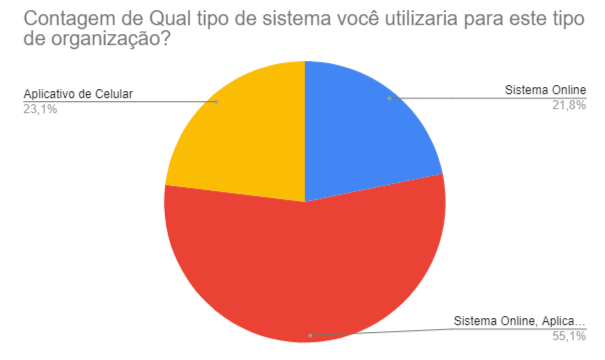 Contagem de Qual tipo de sistema você utilizaria para este tipo
de organização?
Aplicativo de Celular
23,1%
Sistema Online
21,8%
Sistema Online, Aplica…
55,1%